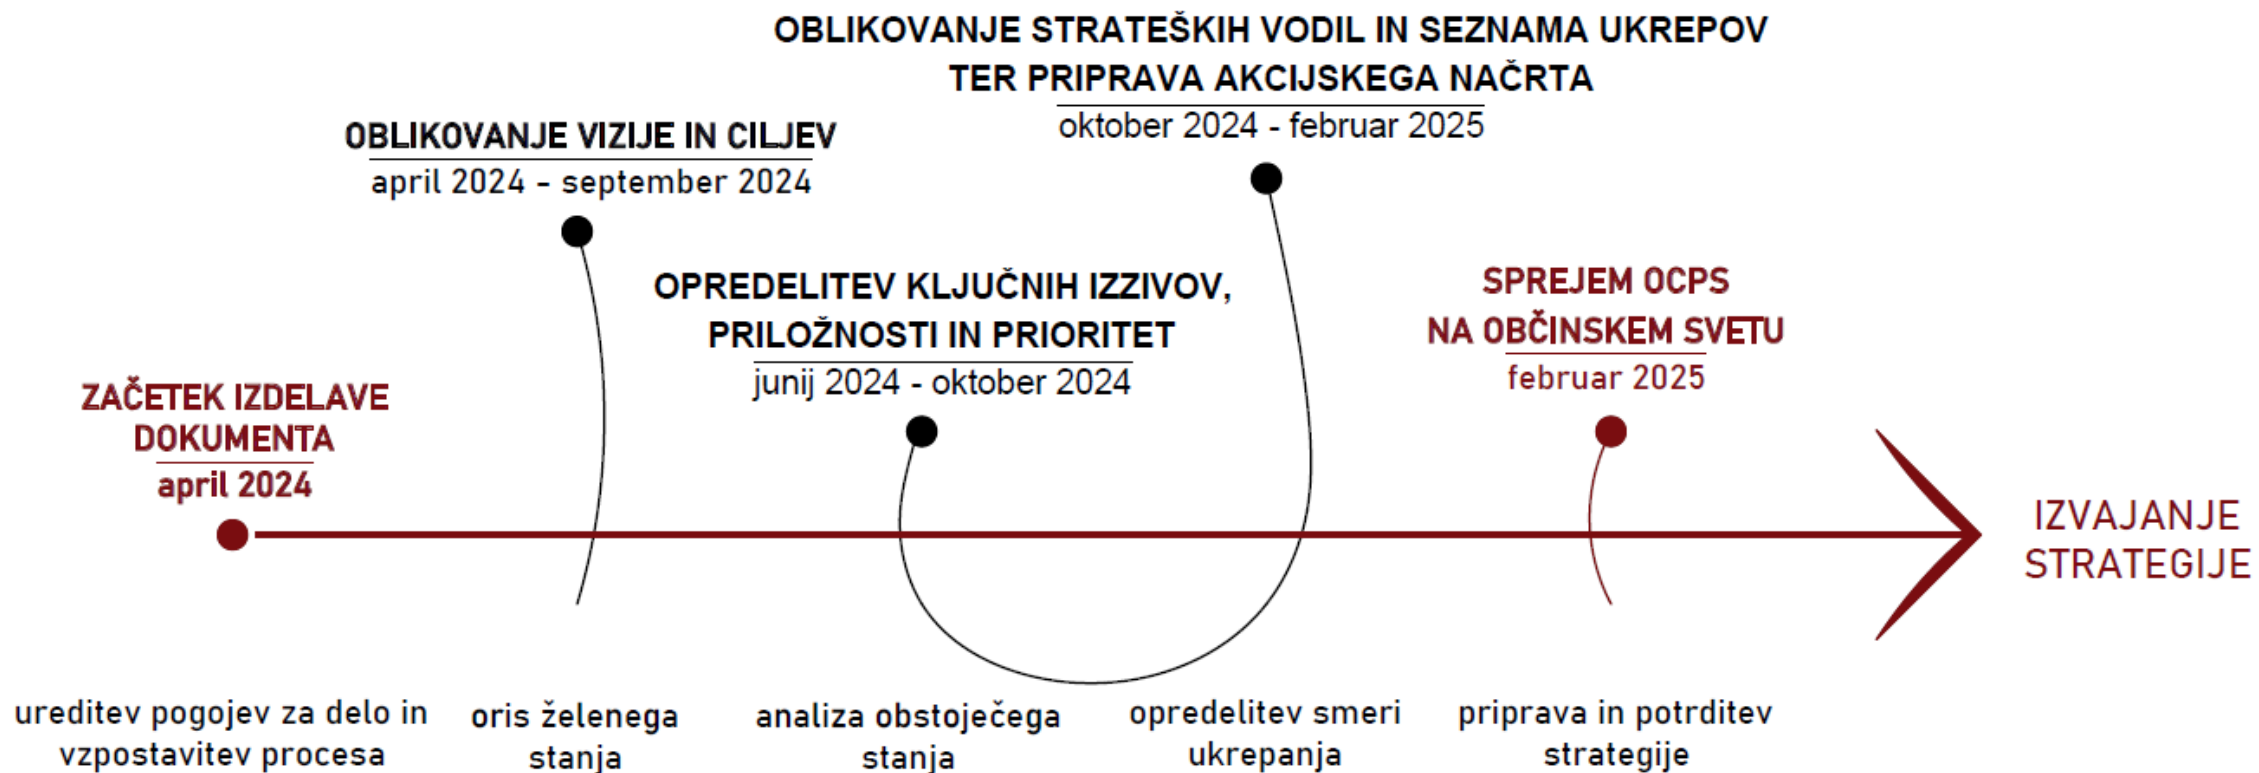 OBLIKOVANJE STRATEŠKIH VODIL IN SEZNAMA UKREPOV
TER PRIPRAVA AKCIJSKEGA NAČRTA
oktober 2024 - februar 2025
OBLIKOVANJE VIZIJE IN CILJEV
april 2024 - september 2024
OPREDELITEV KLJUČNIH IZZIVOV,
PRILOŽNOSTI IN PRIORITET
junij 2024 - oktober 2024
SPREJEM OCPS
NA OBČINSKEM SVETU
februar 2025
ZAČETEK IZDELAVE
DOKUMENTA
april 2024
IZVAJANJE
STRATEGIJE
ureditev pogojev za delo in
vzpostavitev procesa
oris želenega
stanja
analiza obstoječega
stanja
opredelitev smeri
ukrepanja
priprava in potrditev
strategije